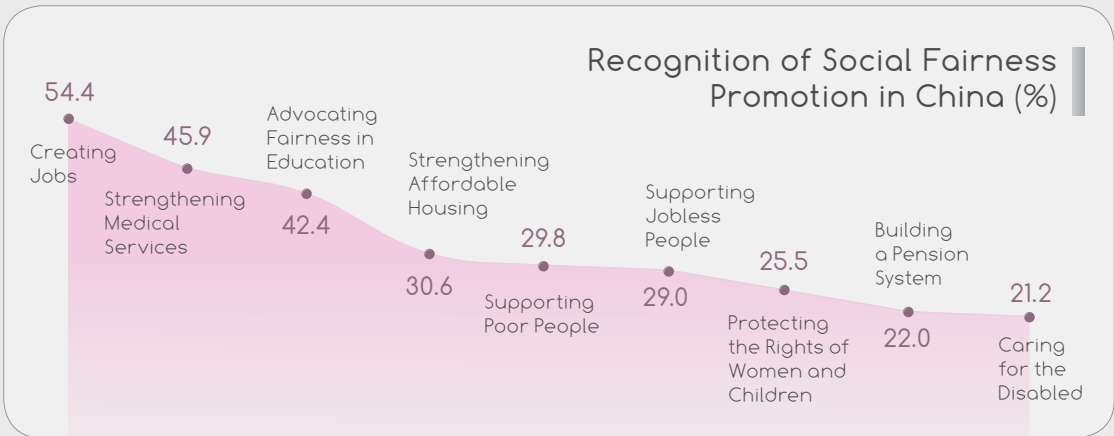 Recognition of Social Fairness
Promotion in China (%)
54.4
Creating
Jobs
45.9
Strengthening
Medical
Services
Advocating
Fairness in
Education
42.4
Strengthening
Affordable
Housing
30.6
29.8
Supporting
Poor People
Supporting
Jobless
People
29.0
25.5
Protecting
the Rights of
Women and
Children
Building
a Pension
System
22.0
21.2
Caring
for the
Disabled